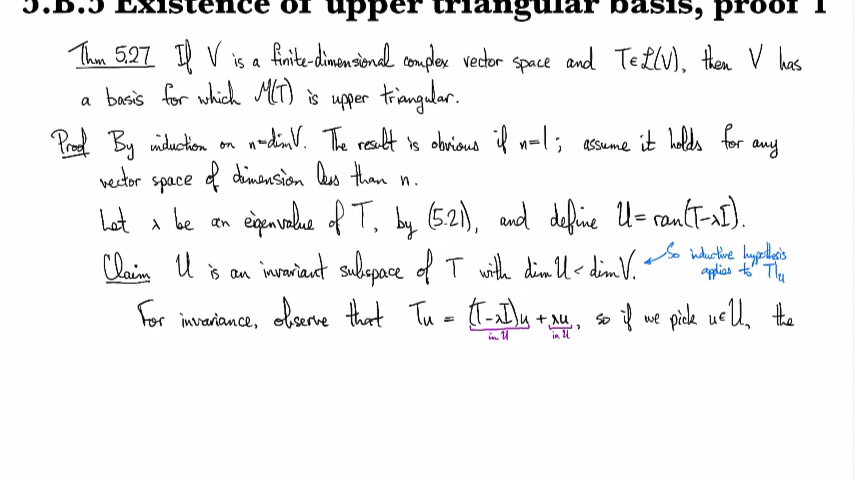 5.B.5 Existence of upper triangular basis, proof 1
Thm 5.27 If V is a finite-dimensional complex vector space and T∈ℒ(V), then V has
a basis for which M(T) is upper triangular.
Proof By induction on n=dimV. The result is obvious if n=1; assume it holds for any
vector space of dimension less than n.
Let λ be an eigenvalue of T, by (5.21), and define U=ran(T-λI).
Claim U is an invariant subspace of T with dim U < dim V. So inductive hypothesis
applies to T|u
For invariance, observe that Tu = (T-λI)u + λu, so if we pick u∈U, the
in U in U